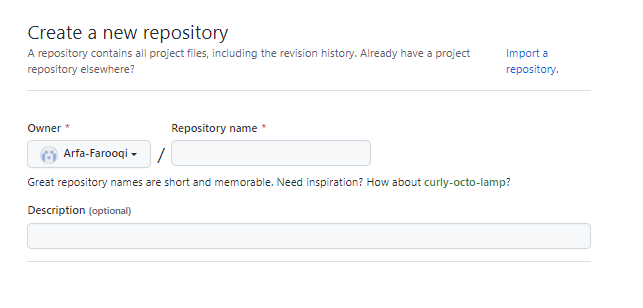 Create a new repository
A repository contains all project files, including the revision history. Already have a project
repository elsewhere?
Import a
repository.
Owner *
Repository name *
Arfa-Farooqi
/
Great repository names are short and memorable. Need inspiration? How about curly-octo-lamp?
Description (optional)